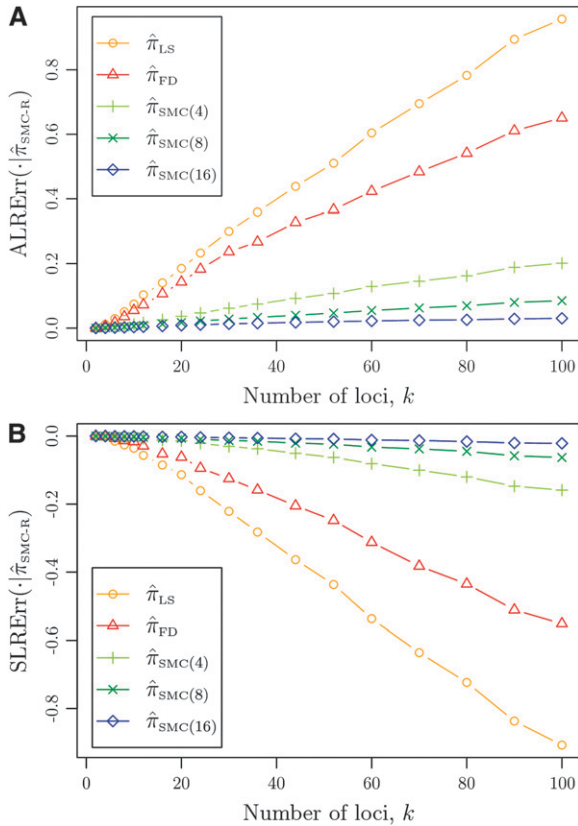 A
ALRErr(·|π̂SMC-R)
0.0 0.2 0.4 0.6 0.8
π̂LS
π̂FD
π̂SMC(4)
π̂SMC(8)
π̂SMC(16)
0 20 40 60 80 100
Number of loci, k
B
SLRErr(·|π̂SMC-R)
-0.8 -0.6 -0.4 -0.2 0.0
π̂LS
π̂FD
π̂SMC(4)
π̂SMC(8)
π̂SMC(16)
0 20 40 60 80 100
Number of loci, k